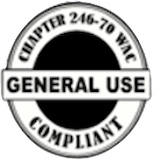 CHAPTER 246-70 WAC
GENERAL USE
COMPLIANT